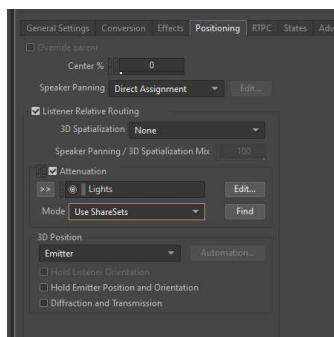 General Settings Conversion Effects Positioning RTPC States Adv
Override parent
Center % 0
Speaker Panning Direct Assignment Edit...
Listener Relative Routing
3D Spatialization None
Speaker Panning / 3D Spatialization Mix 100
Attenuation
>> Lights Edit...
Mode Use ShareSets Find
3D Position
Emitter Automation...
Hold Listener Orientation
Hold Emitter Position and Orientation
Diffraction and Transmission